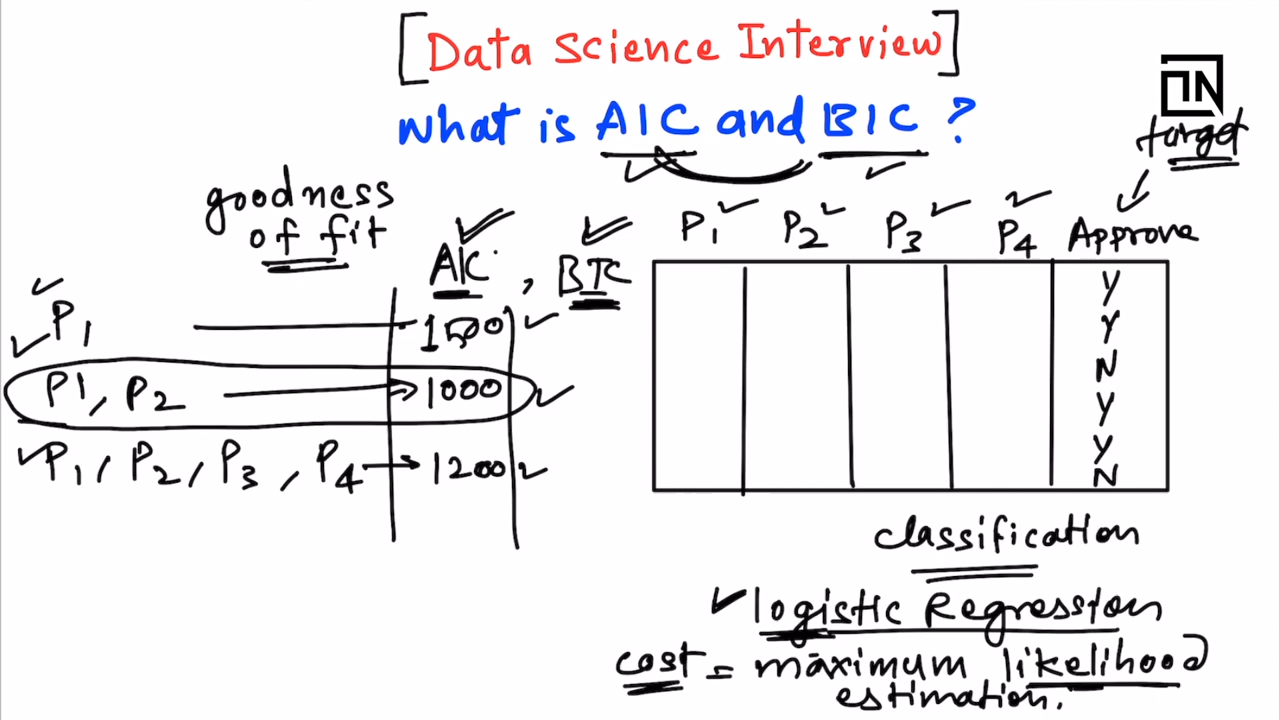 [Data Science Interview]
What is AIC and BIC ?
target
goodness
of fit
AIC , BIC
P1 P2 P3 P4 Approve
P1 1500
P1, P2 1000
P1, P2, P3, P4 1200
Y
Y
N
Y
Y
N
classification
logistic Regression
cost = maximum likelihood
estimation.